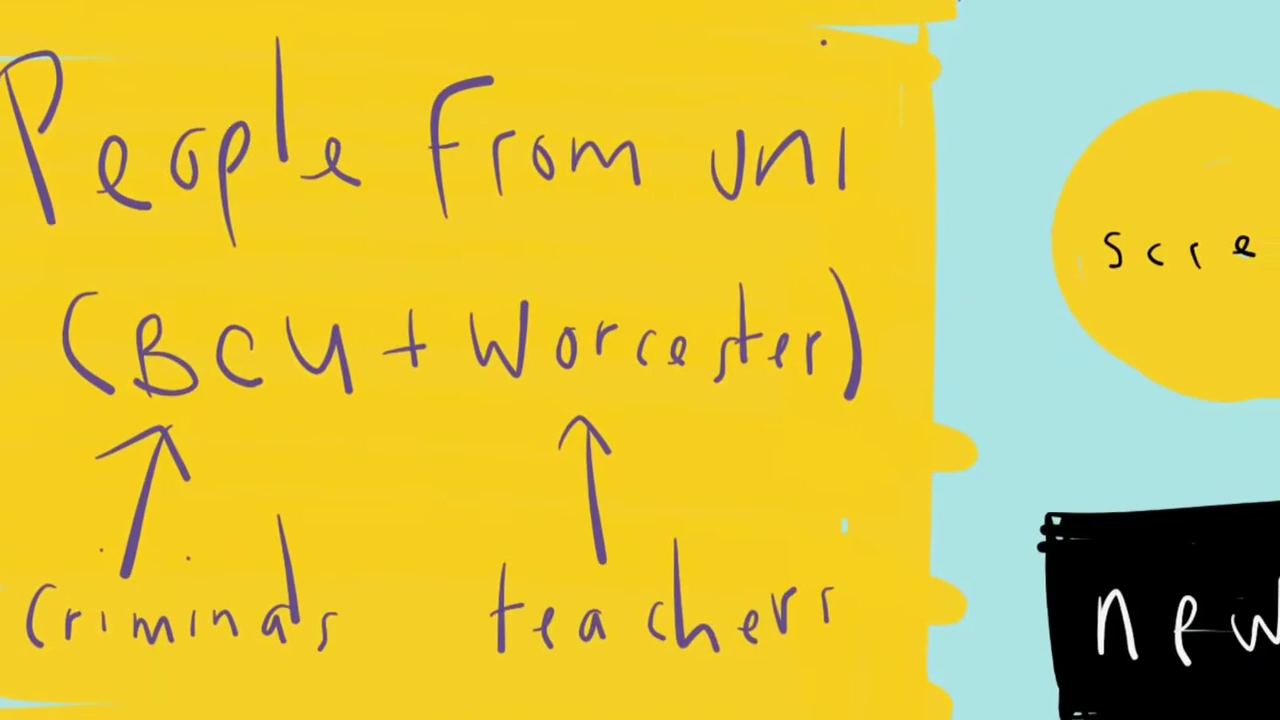 People from uni
(BCU + Worcester)
criminals teachers
scre
new